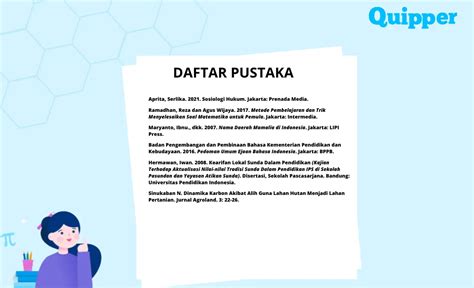 Quipper
DAFTAR PUSTAKA
Aprita, Serlika. 2021. Sosiologi Hukum. Jakarta: Prenada Media.
Ramadhan, Reza dan Agus Wijaya. 2017. Metode Pembelajaran dan Trik
Menyelesaikan Soal Matematika untuk Pemula. Jakarta: Intermedia.
Maryanto, Ibnu., dkk. 2007. Nama Daerah Mamalia di Indonesia. Jakarta: LIPI
Press.
Badan Pengembangan dan Pembinaan Bahasa Kementerian Pendidikan dan
Kebudayaan. 2016. Pedoman Umum Ejaan Bahasa Indonesia. Jakarta: BPPB.
Hermawan, Iwan. 2008. Kearifan Lokal Sunda Dalam Pendidikan (Kajian
Terhadap Aktualisasi Nilai-nilai Tradisi Sunda Dalam Pendidikan IPS di Sekolah
Pasundan dan Yayasan Atikan Sunda). Disertasi, Sekolah Pascasarjana. Bandung:
Universitas Pendidikan Indonesia.
Sinukaban N. Dinamika Karbon Akibat Alih Guna Lahan Hutan Menjadi Lahan
Pertanian. Jurnal Agroland. 3: 22-26.
π